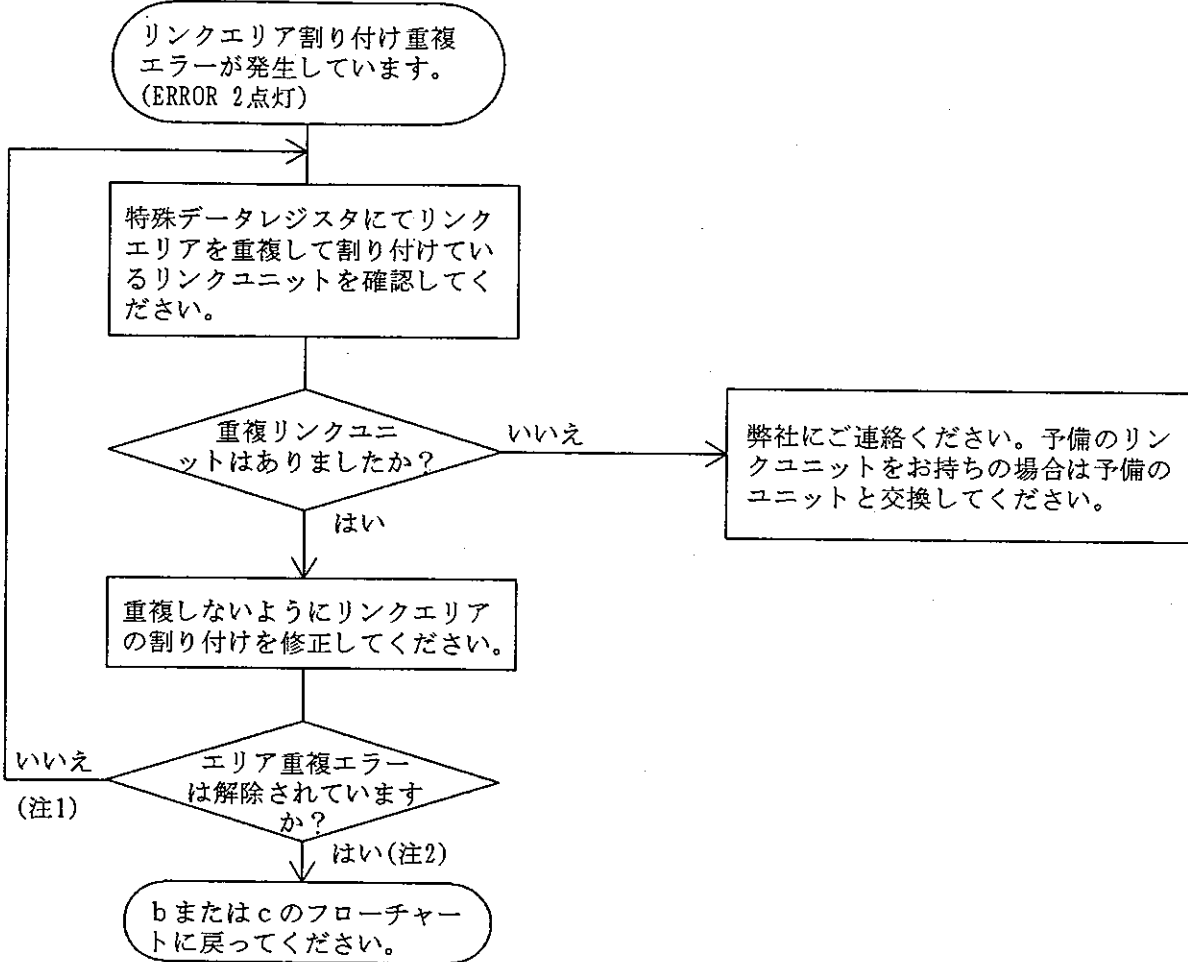 リンクエリア割り付け重複
エラーが発生しています。
(ERROR 2点灯)
特殊データレジスタにてリンク
エリアを重複して割り付けてい
るリンクユニットを確認してく
ださい。
重複リンクユニ
ットはありましたか？
いいえ
弊社にご連絡ください。予備のリン
クユニットをお持ちの場合は予備の
ユニットと交換してください。
はい
重複しないようにリンクエリア
の割り付けを修正してください。
エリア重複エラー
は解除されています
か？
いいえ
(注1)
はい(注2)
bまたはcのフローチャー
トに戻ってください。